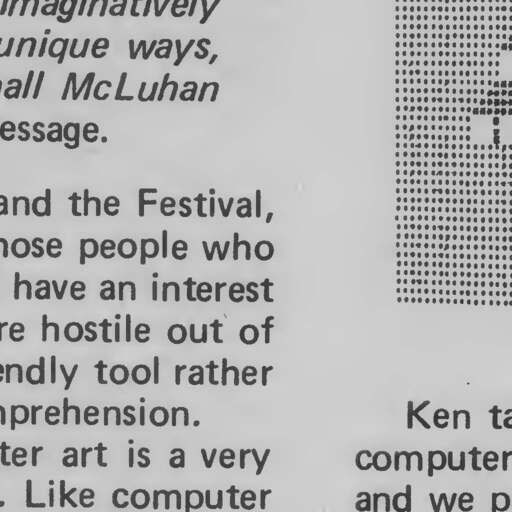 imaginatively
unique ways,
all McLuhan
essage.
and the Festival,
hose people who
have an interest
re hostile out of
endly tool rather
nprehension.
ter art is a very
. Like computer
Ken ta
computer
and we p